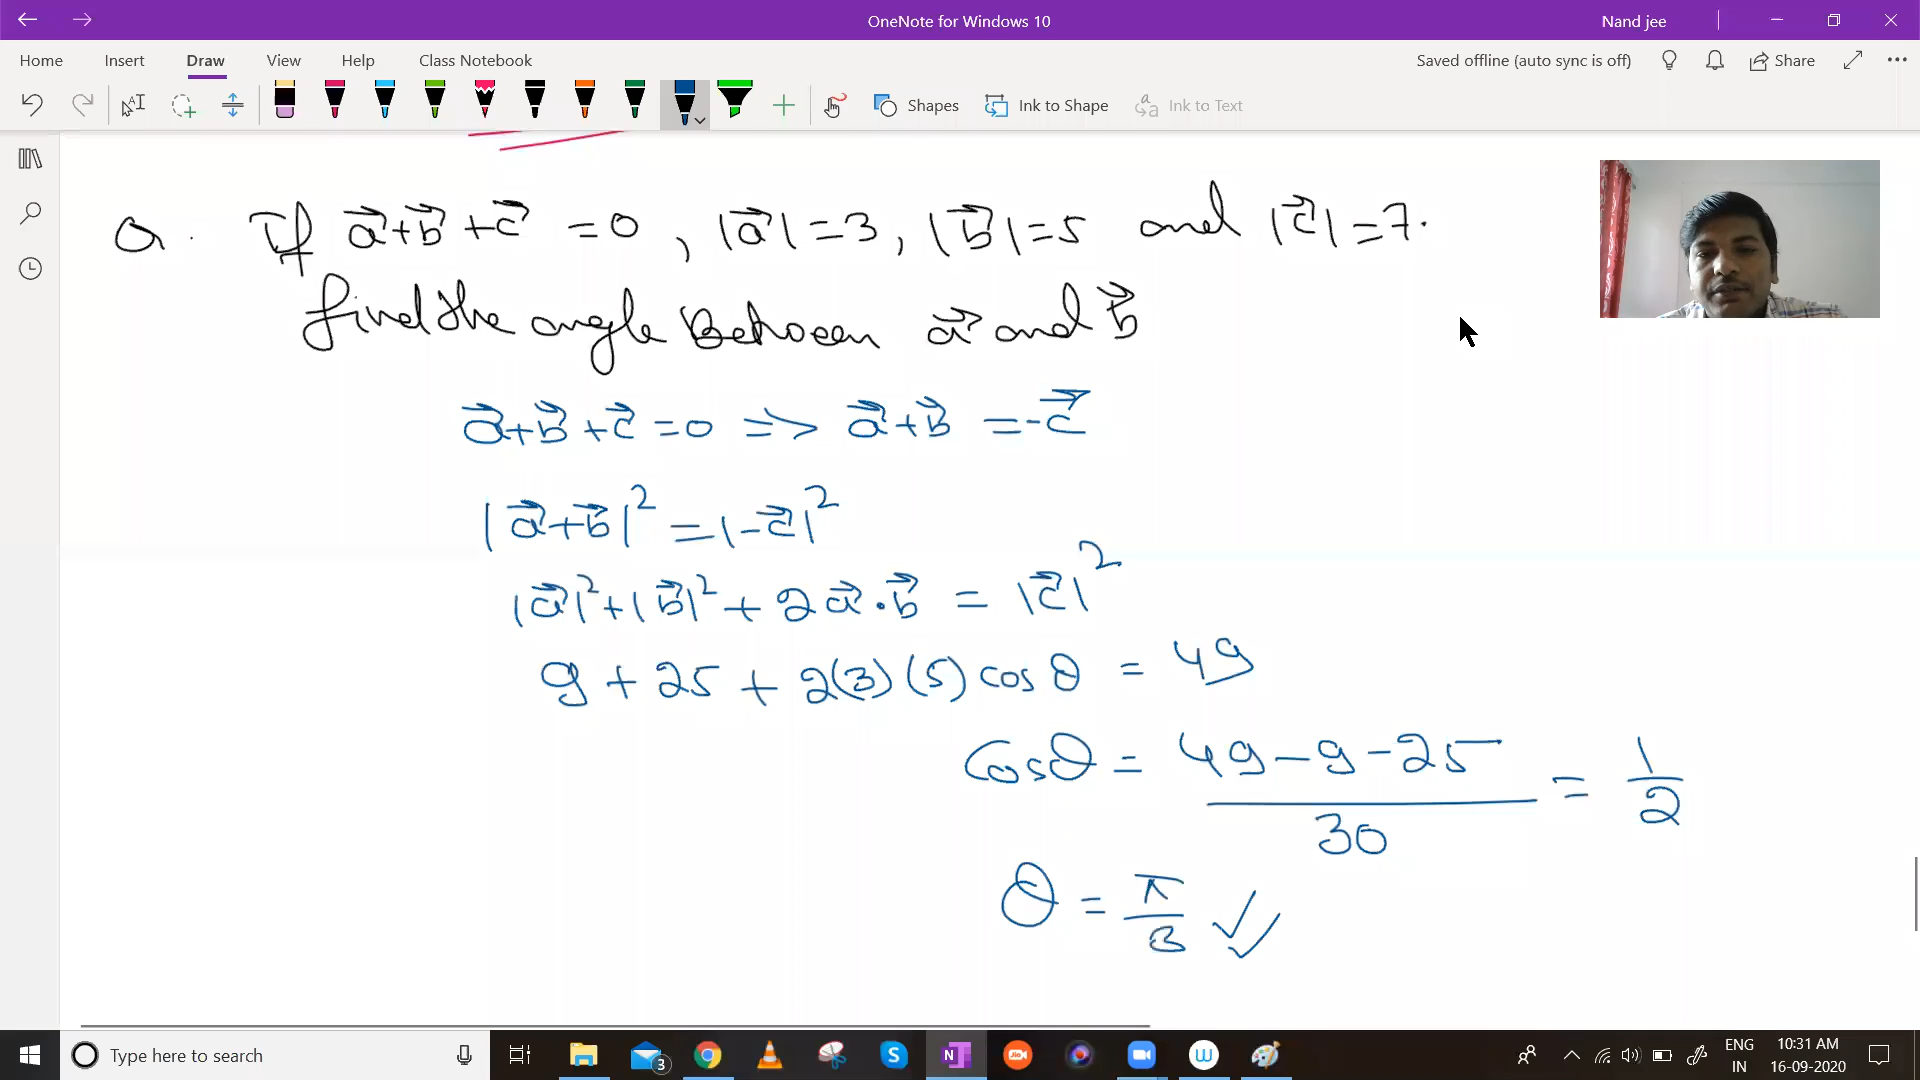 OneNote for Windows 10
Nand jee
Home Insert Draw View Help Class Notebook
Saved offline (auto sync is off) Share
Shapes Ink to Shape Ink to Text
Q. If a⃗+b⃗+c⃗ = 0, |a⃗| = 3, |b⃗| = 5 and |c⃗| = 7.
find the angle Between a⃗ and b⃗
a⃗+b⃗+c⃗ = 0 => a⃗+b⃗ = -c⃗
|a⃗+b⃗|² = |-c⃗|²
|a⃗|²+|b⃗|² + 2a⃗·b⃗ = |c⃗|²
9 + 25 + 2(3)(5) cos θ = 49
Cosθ = (49-9-25)/30 = 1/2
θ = π/3 ✓✓
Type here to search
3
ENG
IN
10:31 AM
16-09-2020